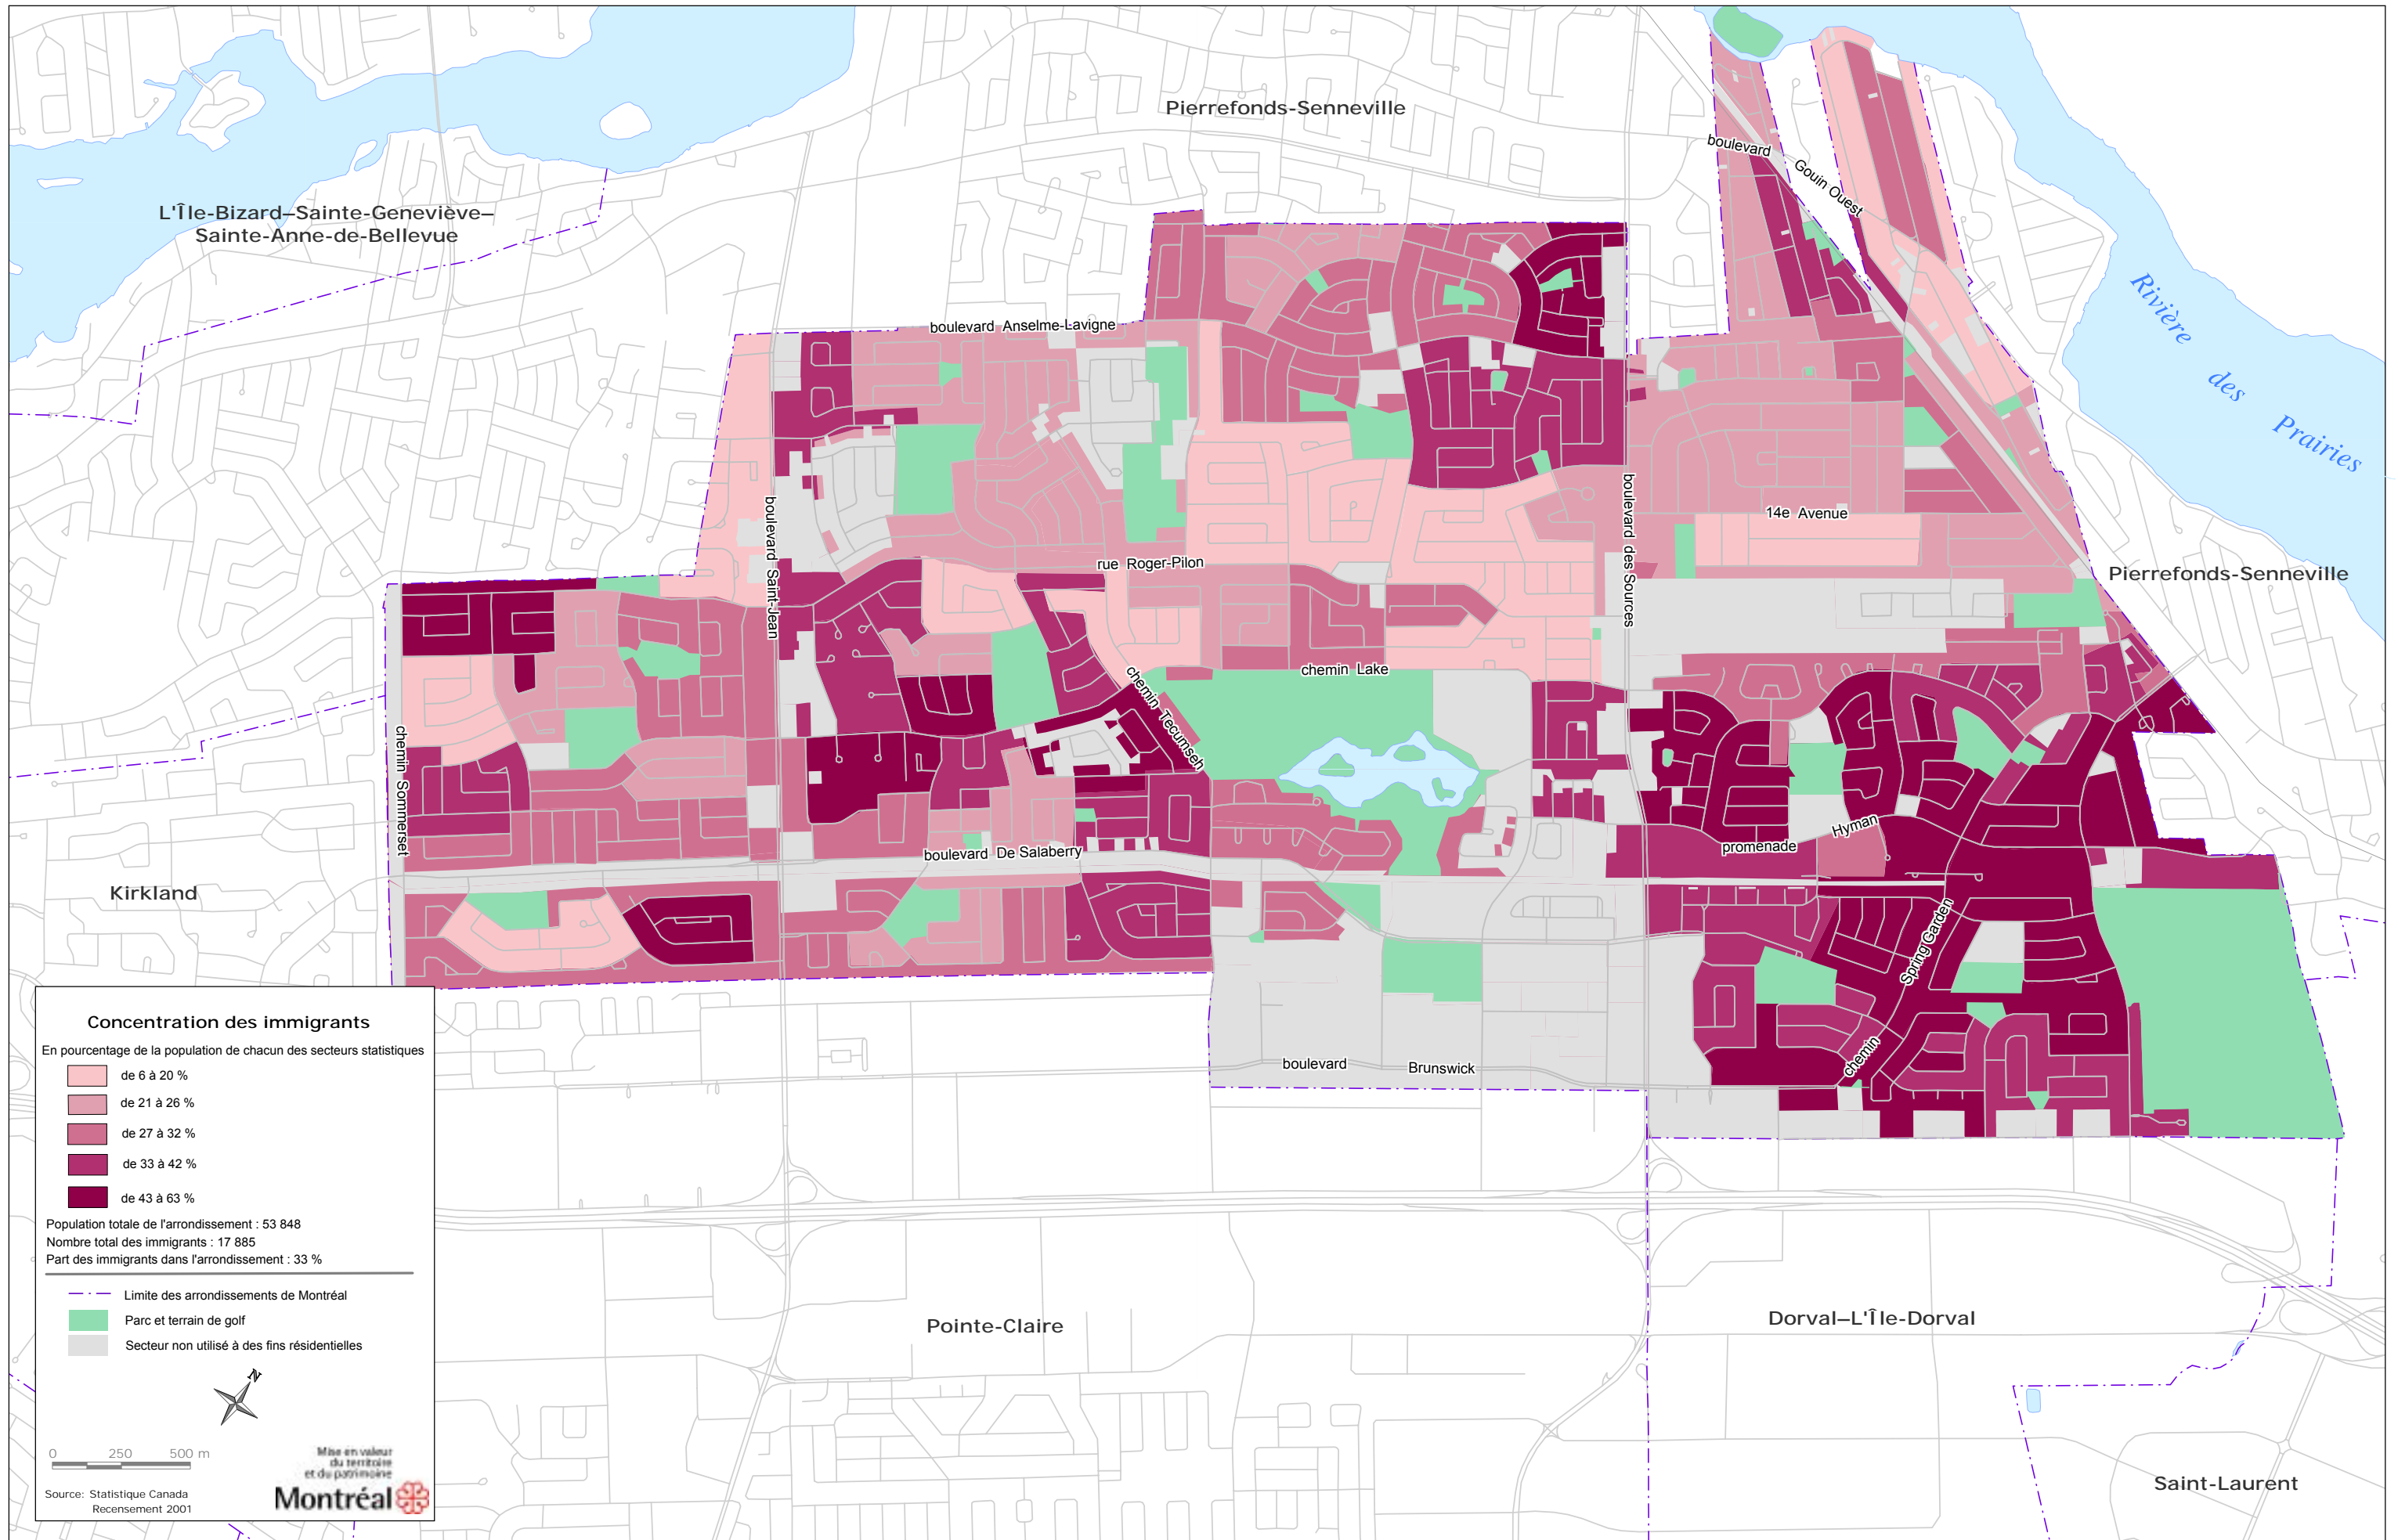 Pierrefonds-Senneville
L'Île-Bizard–Sainte-Geneviève–
Sainte-Anne-de-Bellevue
boulevard Gouin Ouest
Rivière des Prairies
boulevard Anselme-Lavigne
boulevard Saint-Jean
boulevard des Sources
14e Avenue
rue Roger-Pilon
Pierrefonds-Senneville
chemin Lake
chemin Tecumseh
chemin Sommerset
boulevard De Salaberry
promenade Hyman
Kirkland
chemin Spring Garden
boulevard Brunswick
Pointe-Claire
Dorval–L'Île-Dorval
Saint-Laurent
Concentration des immigrants
En pourcentage de la population de chacun des secteurs statistiques
de 6 à 20 %
de 21 à 26 %
de 27 à 32 %
de 33 à 42 %
de 43 à 63 %
Population totale de l'arrondissement : 53 848
Nombre total des immigrants : 17 885
Part des immigrants dans l'arrondissement : 33 %
Limite des arrondissements de Montréal
Parc et terrain de golf
Secteur non utilisé à des fins résidentielles
N
0 250 500 m
Mise en valeur
du territoire
et du patrimoine
Montréal
Source: Statistique Canada
Recensement 2001